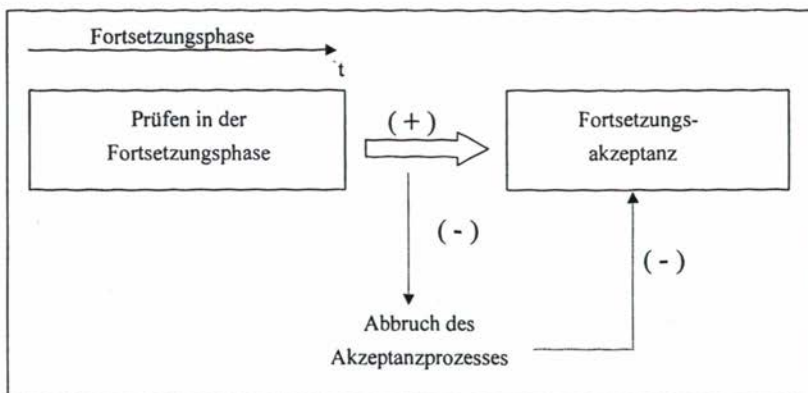 Fortsetzungsphase
t
Prüfen in der
Fortsetzungsphase
(+)
Fortsetzungs-
akzeptanz
(-)
(-)
Abbruch des
Akzeptanzprozesses